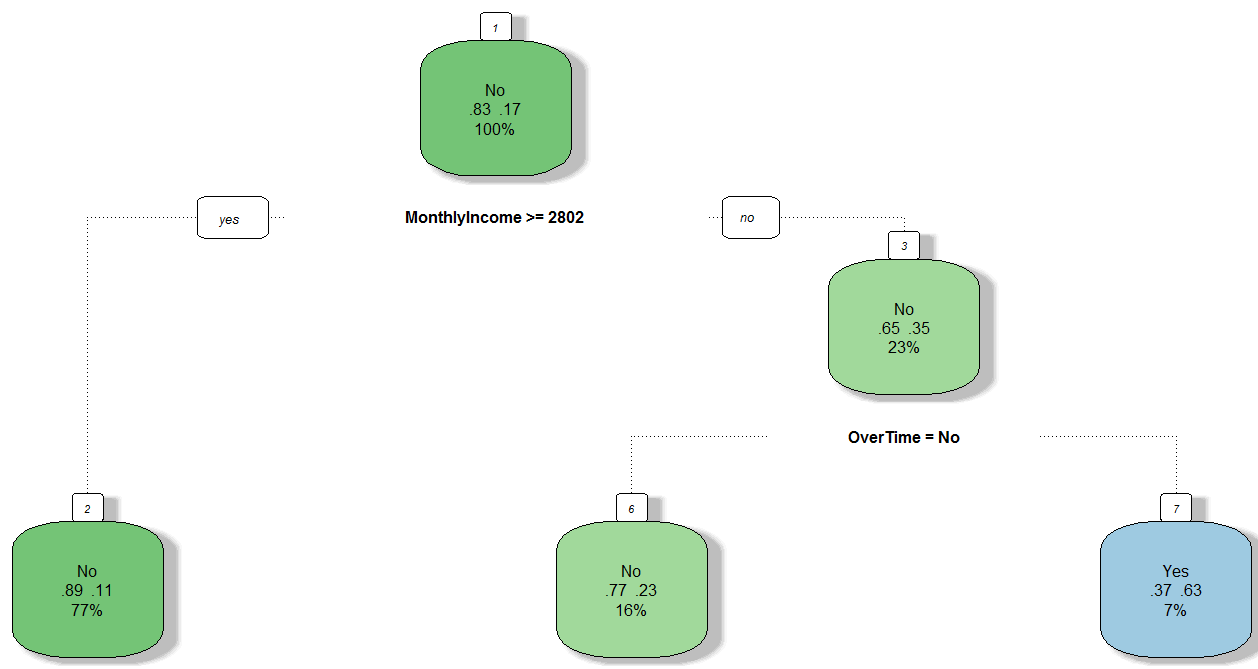 1
No
.83 .17
100%
yes
MonthlyIncome >= 2802
no
3
No
.65 .35
23%
OverTime = No
2
No
.89 .11
77%
6
No
.77 .23
16%
7
Yes
.37 .63
7%